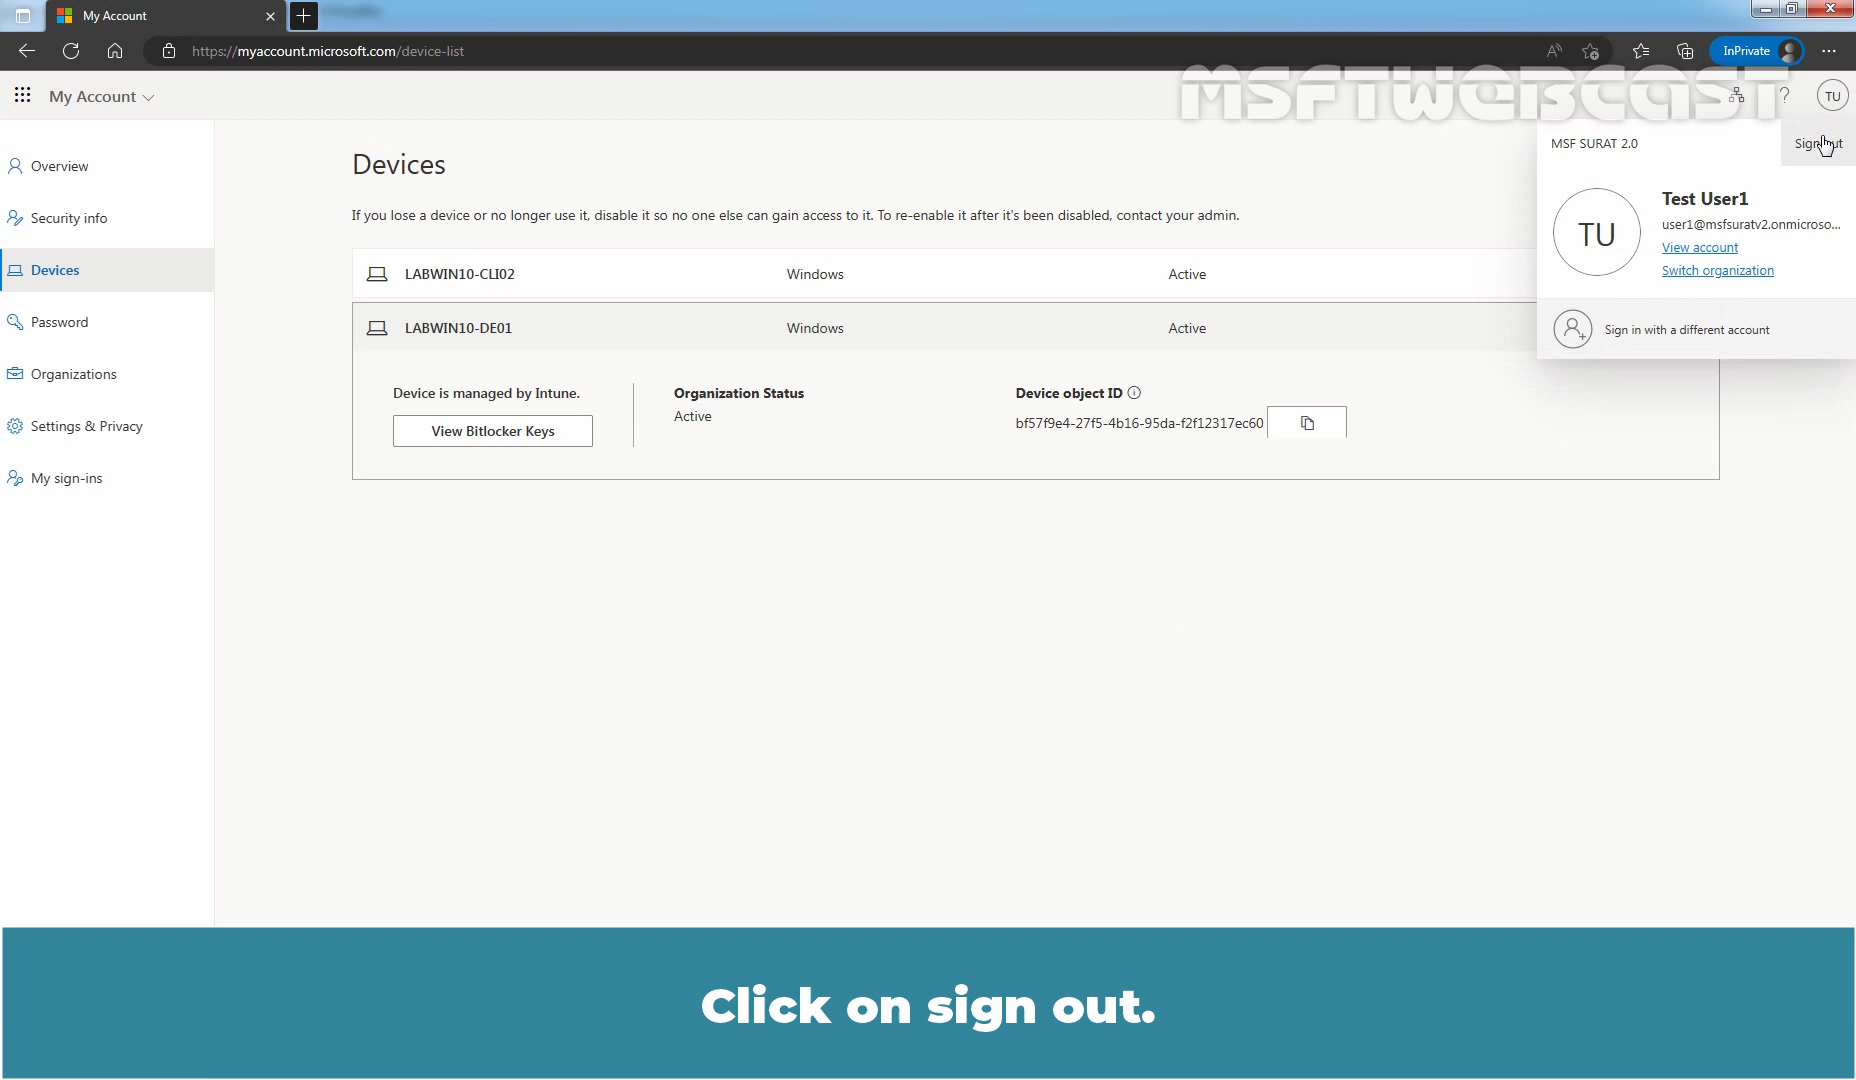 My Account
https://myaccount.microsoft.com/device-list
InPrivate
My Account
MSFTWEBCAST
TU
MSF SURAT 2.0
Sign out
TU
Test User1
user1@msfsuratv2.onmicroso...
View account
Switch organization
Sign in with a different account
Overview
Security info
Devices
Password
Organizations
Settings & Privacy
My sign-ins
Devices
If you lose a device or no longer use it, disable it so no one else can gain access to it. To re-enable it after it's been disabled, contact your admin.
LABWIN10-CLI02 Windows Active
LABWIN10-DE01 Windows Active
Device is managed by Intune.
View Bitlocker Keys
Organization Status
Active
Device object ID
bf57f9e4-27f5-4b16-95da-f2f12317ec60
Click on sign out.